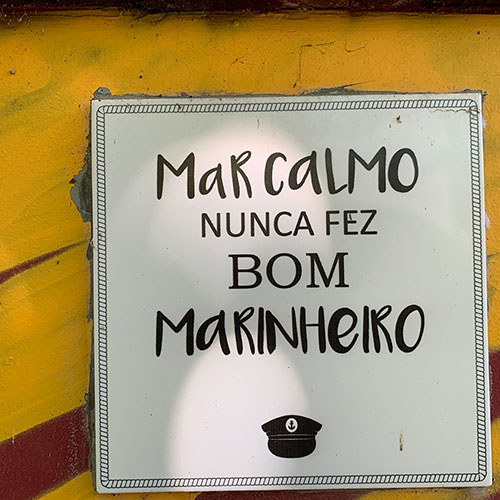 MAR CALMO
NUNCA FEZ
BOM
MARINHEIRO